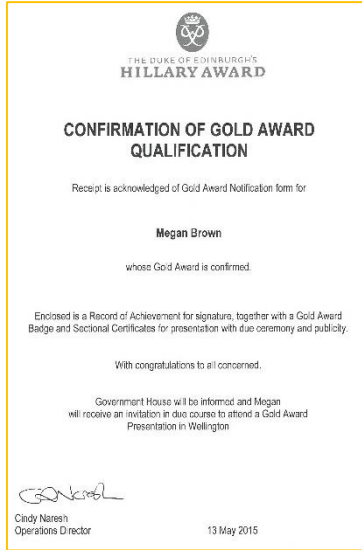 THE DUKE OF EDINBURGH'S
HILLARY AWARD
CONFIRMATION OF GOLD AWARD
QUALIFICATION
Receipt is acknowledged of Gold Award Notification form for
Megan Brown
whose Gold Award is confirmed.
Enclosed is a Record of Achievement for signature, together with a Gold Award
Badge and Sectional Certificates for presentation with due ceremony and publicity.
With congratulations to all concerned.
Government House will be informed and Megan
will receive an invitation in due course to attend a Gold Award
Presentation in Wellington
Cindy Naresh
Operations Director
13 May 2015